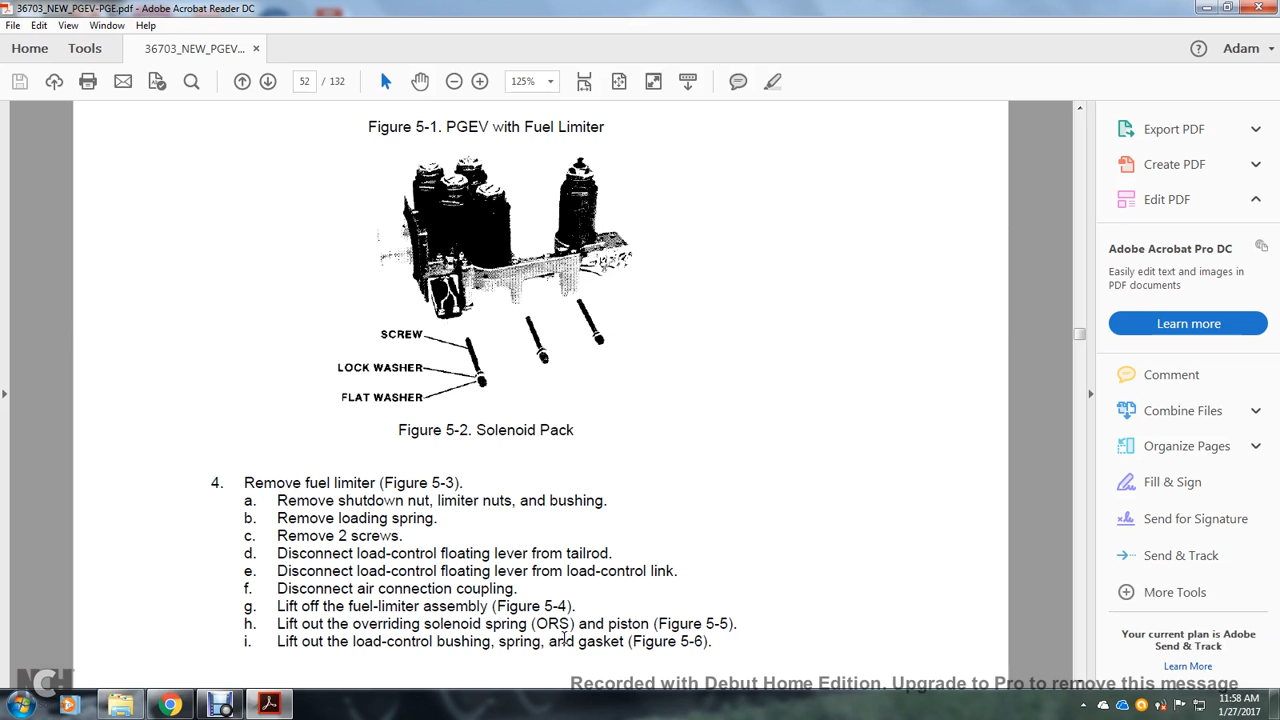 36703_NEW_PGEV-PGE.pdf - Adobe Acrobat Reader DC
File Edit View Window Help
Home Tools 36703_NEW_PGEV... × Adam
52 / 132 125%
Figure 5-1. PGEV with Fuel Limiter
SCREW
LOCK WASHER
FLAT WASHER
Figure 5-2. Solenoid Pack
4. Remove fuel limiter (Figure 5-3).
a. Remove shutdown nut, limiter nuts, and bushing.
b. Remove loading spring.
c. Remove 2 screws.
d. Disconnect load-control floating lever from tailrod.
e. Disconnect load-control floating lever from load-control link.
f. Disconnect air connection coupling.
g. Lift off the fuel-limiter assembly (Figure 5-4).
h. Lift out the overriding solenoid spring (ORS) and piston (Figure 5-5).
i. Lift out the load-control bushing, spring, and gasket (Figure 5-6).
Export PDF
Create PDF
Edit PDF
Adobe Acrobat Pro DC
Easily edit text and images in
PDF documents
Learn more
Comment
Combine Files
Organize Pages
Fill & Sign
Send for Signature
Send & Track
More Tools
Your current plan is Adobe
Send & Track
Learn More
NCH
Recorded with Debut Home Edition. Upgrade to Pro to remove this message
11:58 AM
1/27/2017